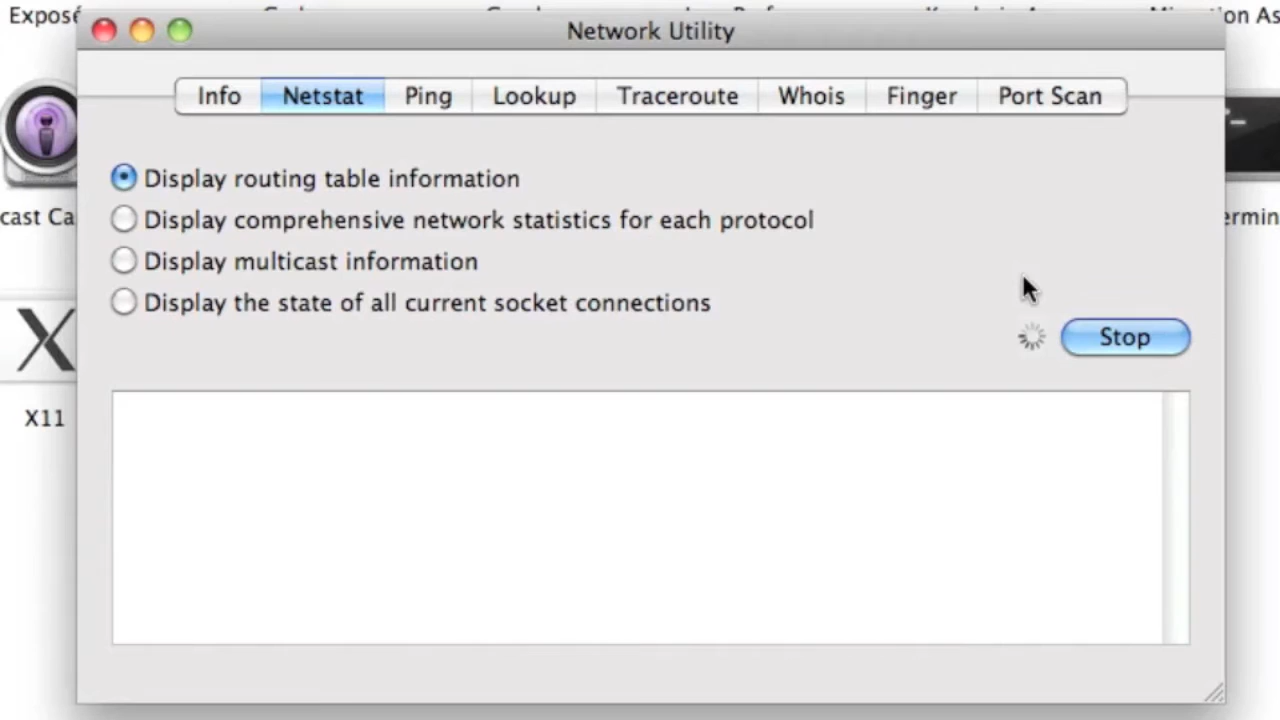 Exposé
Network Utility
Info Netstat Ping Lookup Traceroute Whois Finger Port Scan
Display routing table information
cast Ca
Display comprehensive network statistics for each protocol
ermin
Display multicast information
Display the state of all current socket connections
Stop
X11